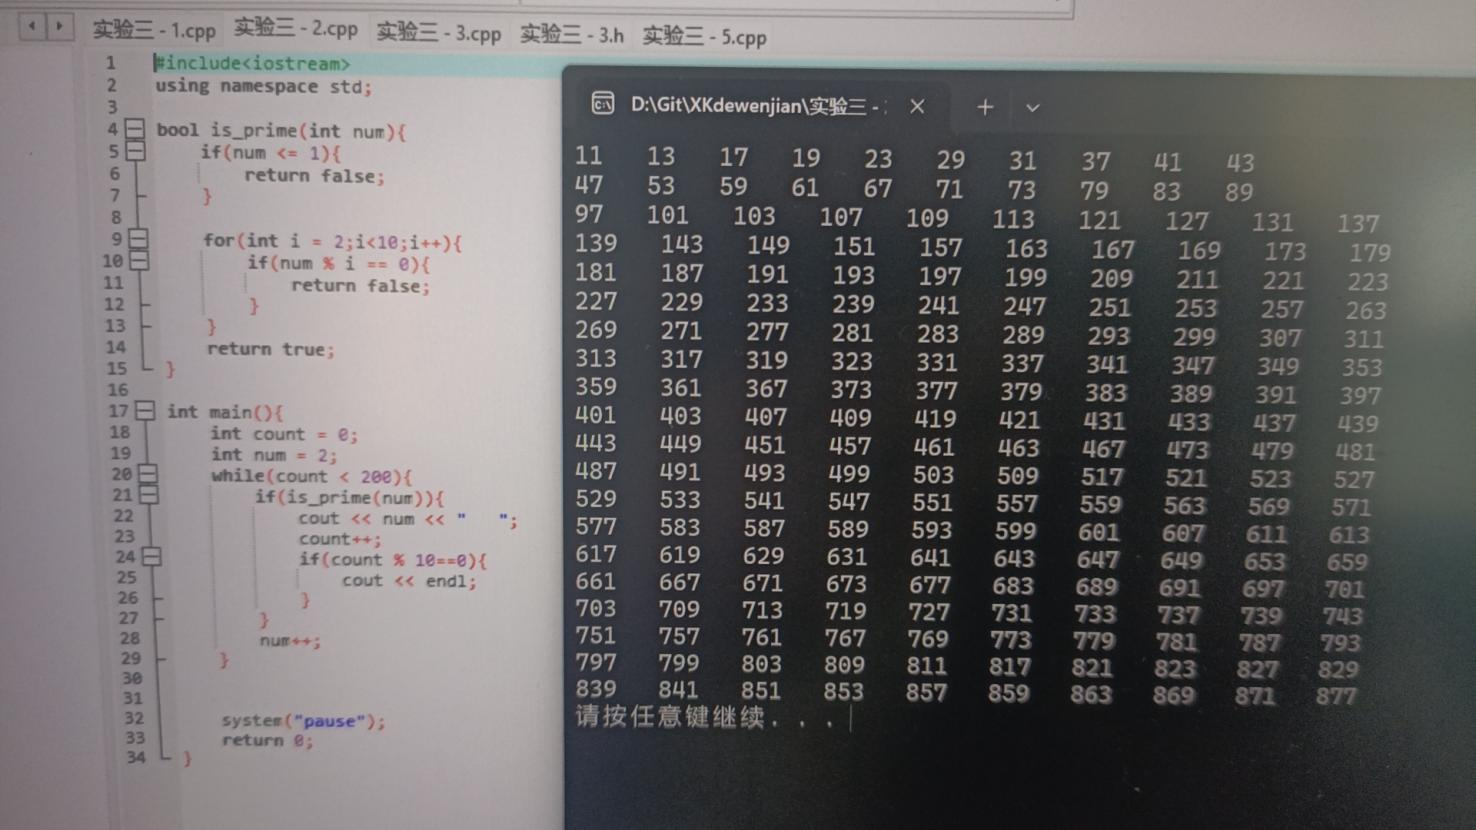 实验三 - 1.cpp 实验三 - 2.cpp 实验三 - 3.cpp 实验三 - 3.h 实验三 - 5.cpp
1 #include<iostream>
2 using namespace std;
3
4 bool is_prime(int num){
5 if(num <= 1){
6 return false;
7 }
8
9 for(int i = 2;i<10;i++){
10 if(num % i == 0){
11 return false;
12 }
13 }
14 return true;
15 }
16
17 int main(){
18 int count = 0;
19 int num = 2;
20 while(count < 200){
21 if(is_prime(num)){
22 cout << num << "   ";
23 count++;
24 if(count % 10==0){
25 cout << endl;
26 }
27 }
28 num++;
29 }
30
31
32 system("pause");
33 return 0;
34 }
D:\Git\XKdewenjian\实验三 - 
11 13 17 19 23 29 31 37 41 43
47 53 59 61 67 71 73 79 83 89
97 101 103 107 109 113 121 127 131 137
139 143 149 151 157 163 167 169 173 179
181 187 191 193 197 199 209 211 221 223
227 229 233 239 241 247 251 253 257 263
269 271 277 281 283 289 293 299 307 311
313 317 319 323 331 337 341 347 349 353
359 361 367 373 377 379 383 389 391 397
401 403 407 409 419 421 431 433 437 439
443 449 451 457 461 463 467 473 479 481
487 491 493 499 503 509 517 521 523 527
529 533 541 547 551 557 559 563 569 571
577 583 587 589 593 599 601 607 611 613
617 619 629 631 641 643 647 649 653 659
661 667 671 673 677 683 689 691 697 701
703 709 713 719 727 731 733 737 739 743
751 757 761 767 769 773 779 781 787 793
797 799 803 809 811 817 821 823 827 829
839 841 851 853 857 859 863 869 871 877
请按任意键继续. . .